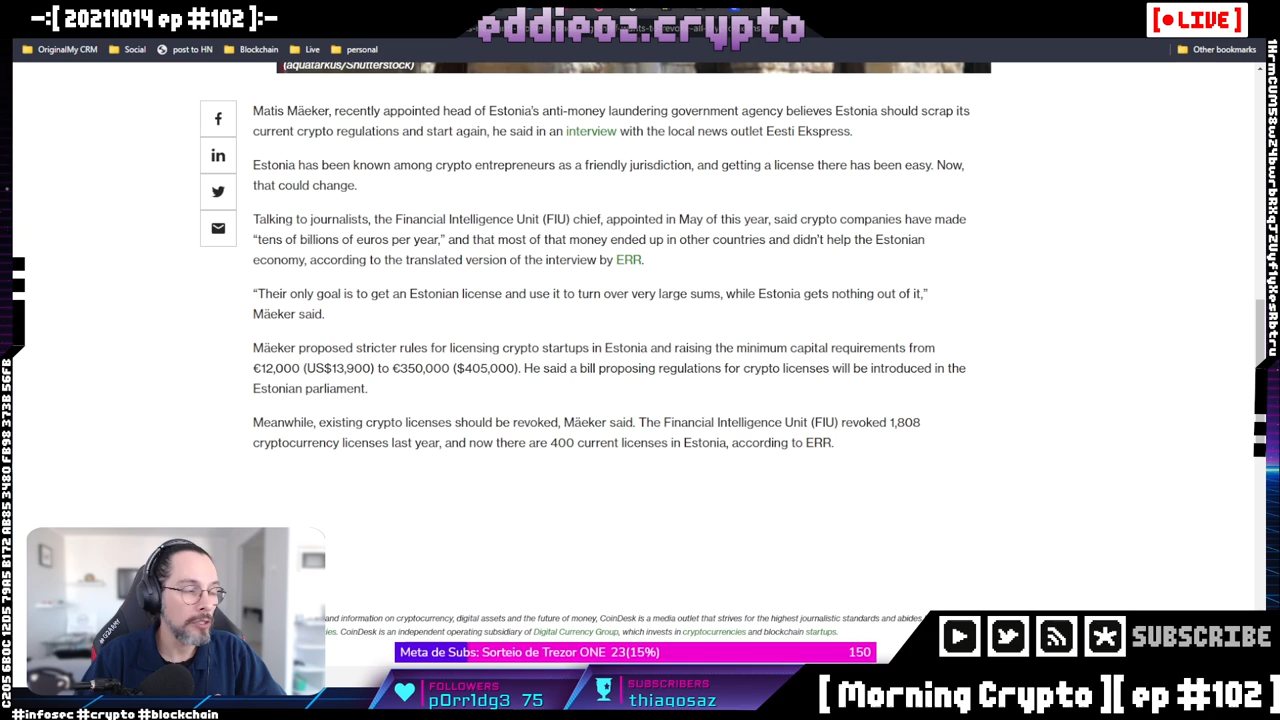 -:[ 20211014 ep #102 ]:-
eddieoz.crypto
[● LIVE ]
OriginalMy CRM
Social
post to HN
Blockchain
Live
personal
Other bookmarks
(aquatarkus/Shutterstock)
Matis Mäeker, recently appointed head of Estonia's anti-money laundering government agency believes Estonia should scrap its
current crypto regulations and start again, he said in an interview with the local news outlet Eesti Ekspress.
Estonia has been known among crypto entrepreneurs as a friendly jurisdiction, and getting a license there has been easy. Now,
that could change.
Talking to journalists, the Financial Intelligence Unit (FIU) chief, appointed in May of this year, said crypto companies have made
“tens of billions of euros per year,” and that most of that money ended up in other countries and didn't help the Estonian
economy, according to the translated version of the interview by ERR.
“Their only goal is to get an Estonian license and use it to turn over very large sums, while Estonia gets nothing out of it,”
Mäeker said.
Mäeker proposed stricter rules for licensing crypto startups in Estonia and raising the minimum capital requirements from
€12,000 (US$13,900) to €350,000 ($405,000). He said a bill proposing regulations for crypto licenses will be introduced in the
Estonian parliament.
Meanwhile, existing crypto licenses should be revoked, Mäeker said. The Financial Intelligence Unit (FIU) revoked 1,808
cryptocurrency licenses last year, and now there are 400 current licenses in Estonia, according to ERR.
and information on cryptocurrency, digital assets and the future of money, CoinDesk is a media outlet that strives for the highest journalistic standards and abides
CoinDesk is an independent operating subsidiary of Digital Currency Group, which invests in cryptocurrencies and blockchain startups.
Meta de Subs: Sorteio de Trezor ONE 23(15%) 150
FOLLOWERS
p0rr1dg3_75
SUBSCRIBERS
thiagosaz
SUBSCRIBE
[ Morning Crypto ][ ep #102 ]
#infosec #crypto #blockchain
C505 5B0C 12D5 79A5 B172 AB85 3480 FB98 373B 56FB